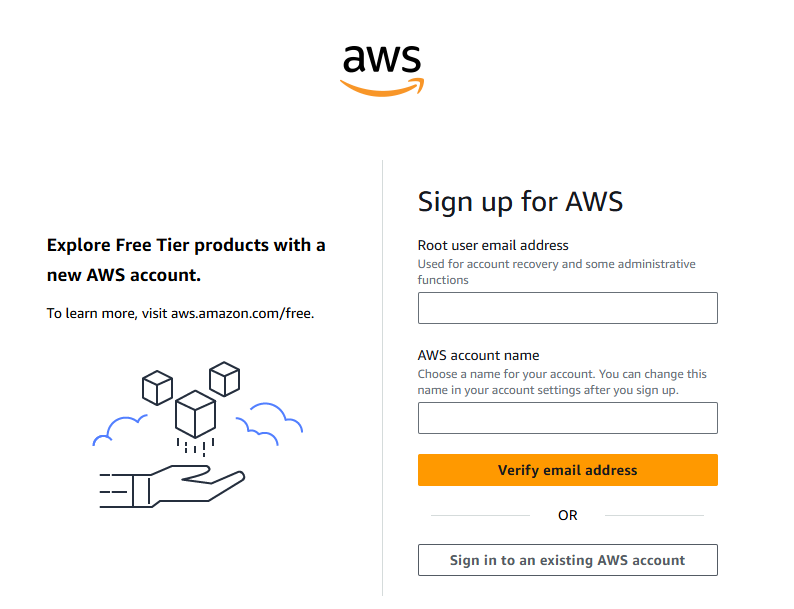 aws
Explore Free Tier products with a
new AWS account.
To learn more, visit aws.amazon.com/free.
Sign up for AWS
Root user email address
Used for account recovery and some administrative
functions
AWS account name
Choose a name for your account. You can change this
name in your account settings after you sign up.
Verify email address
OR
Sign in to an existing AWS account